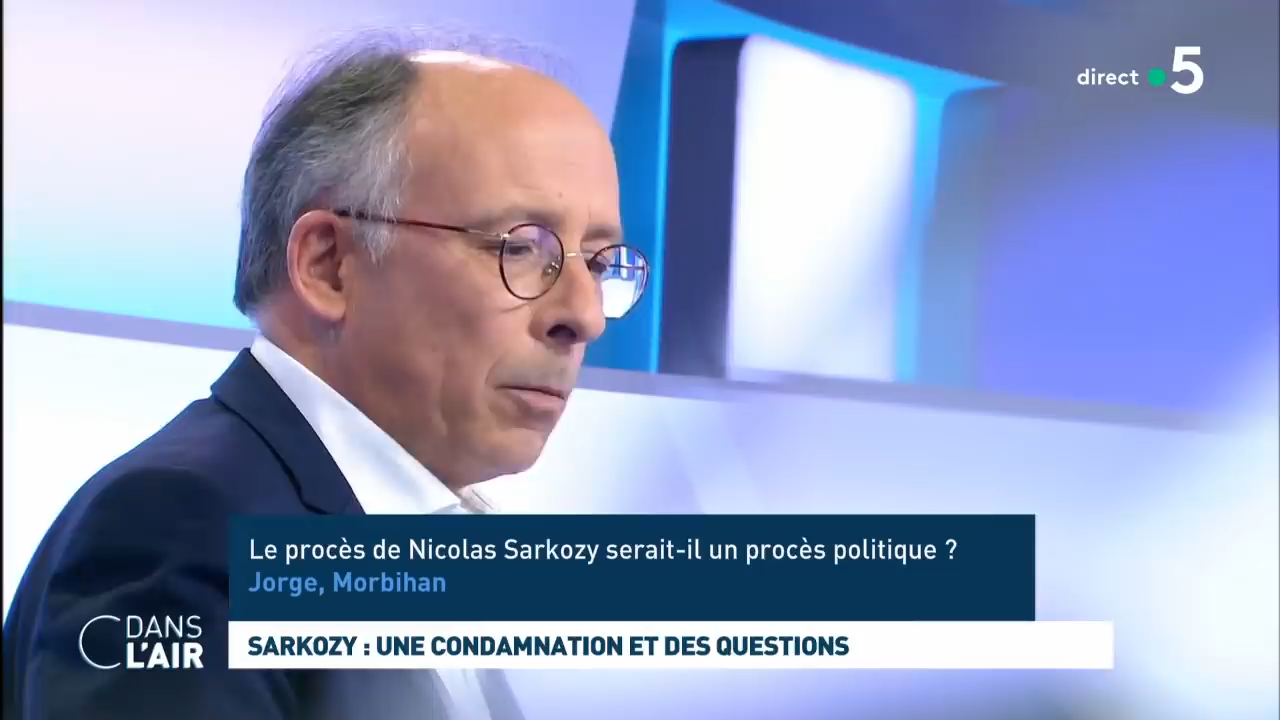 direct 5
Le procès de Nicolas Sarkozy serait-il un procès politique ?
Jorge, Morbihan
C DANS
L'AIR
SARKOZY : UNE CONDAMNATION ET DES QUESTIONS